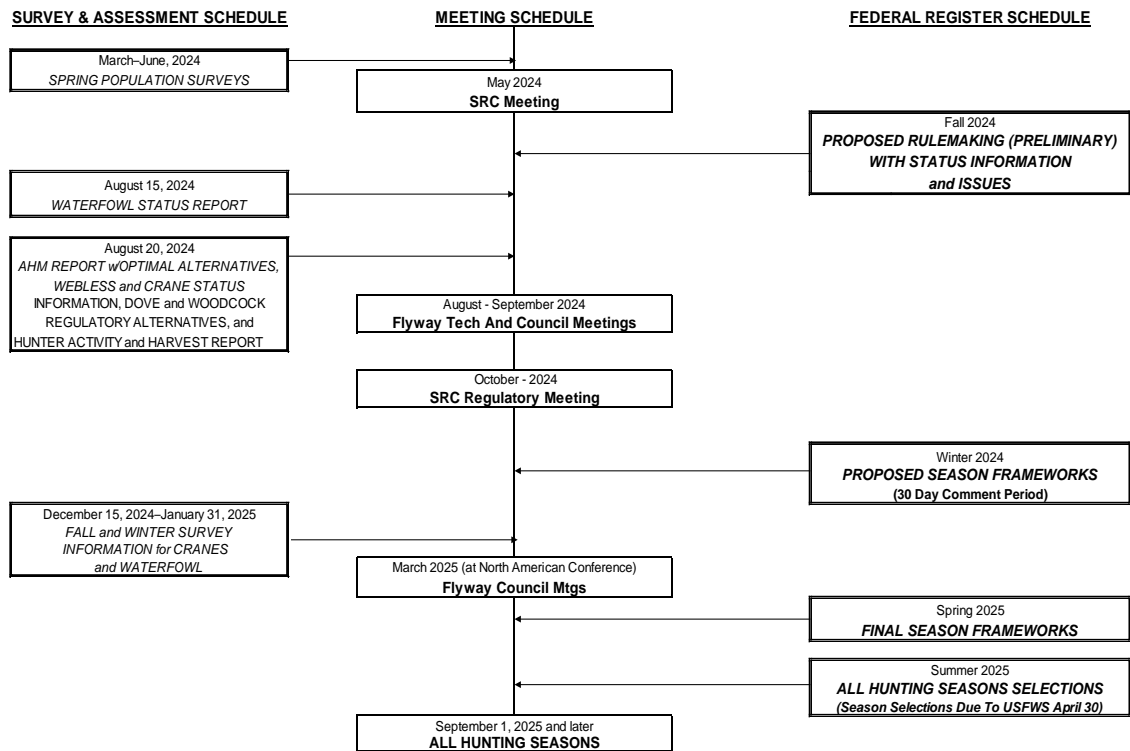 SURVEY & ASSESSMENT SCHEDULE
MEETING SCHEDULE
FEDERAL REGISTER SCHEDULE
March–June, 2024
SPRING POPULATION SURVEYS
May 2024
SRC Meeting
Fall 2024
PROPOSED RULEMAKING (PRELIMINARY)
WITH STATUS INFORMATION
and ISSUES
August 15, 2024
WATERFOWL STATUS REPORT
August 20, 2024
AHM REPORT w/OPTIMAL ALTERNATIVES,
WEBLESS and CRANE STATUS
INFORMATION, DOVE and WOODCOCK
REGULATORY ALTERNATIVES, and
HUNTER ACTIVITY and HARVEST REPORT
August - September 2024
Flyway Tech And Council Meetings
October - 2024
SRC Regulatory Meeting
Winter 2024
PROPOSED SEASON FRAMEWORKS
(30 Day Comment Period)
December 15, 2024–January 31, 2025
FALL and WINTER SURVEY
INFORMATION for CRANES
and WATERFOWL
March 2025 (at North American Conference)
Flyway Council Mtgs
Spring 2025
FINAL SEASON FRAMEWORKS
Summer 2025
ALL HUNTING SEASONS SELECTIONS
(Season Selections Due To USFWS April 30)
September 1, 2025 and later
ALL HUNTING SEASONS